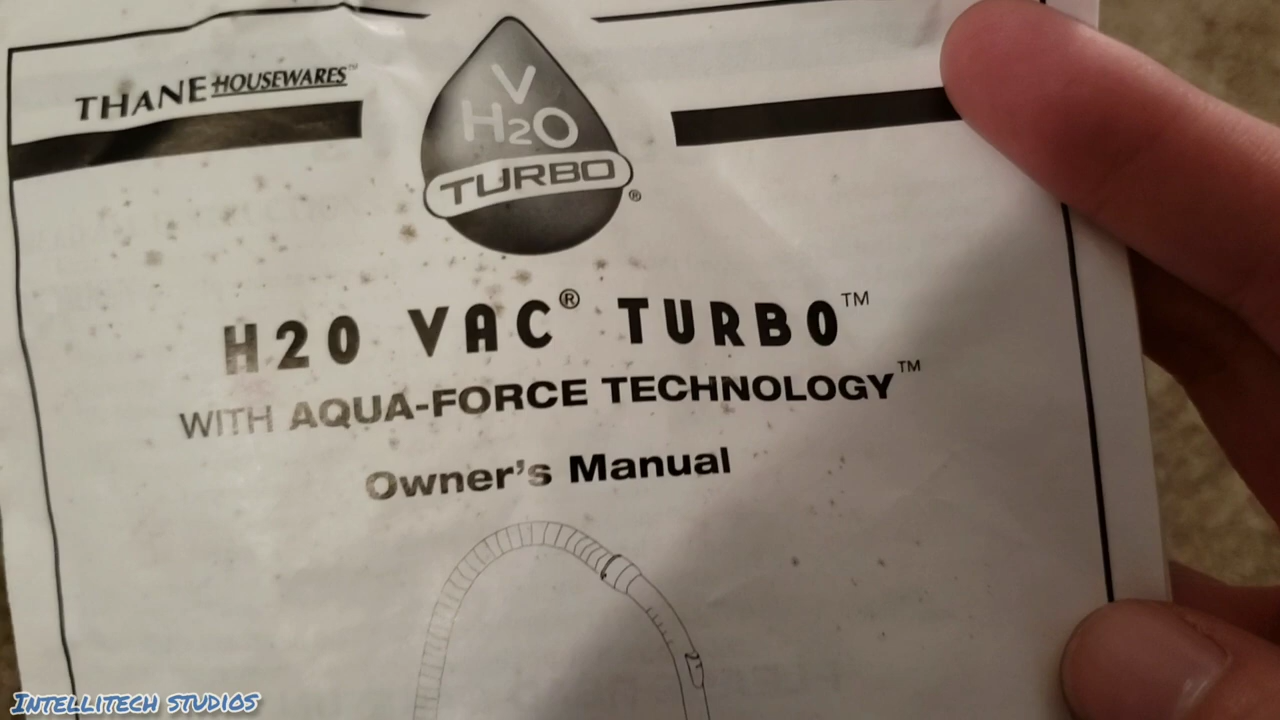 THANE HOUSEWARES™
V
H2O
TURBO
®
H20 VAC® TURBO™
WITH AQUA-FORCE TECHNOLOGY™
Owner's Manual
INTELLITECH STUDIOS